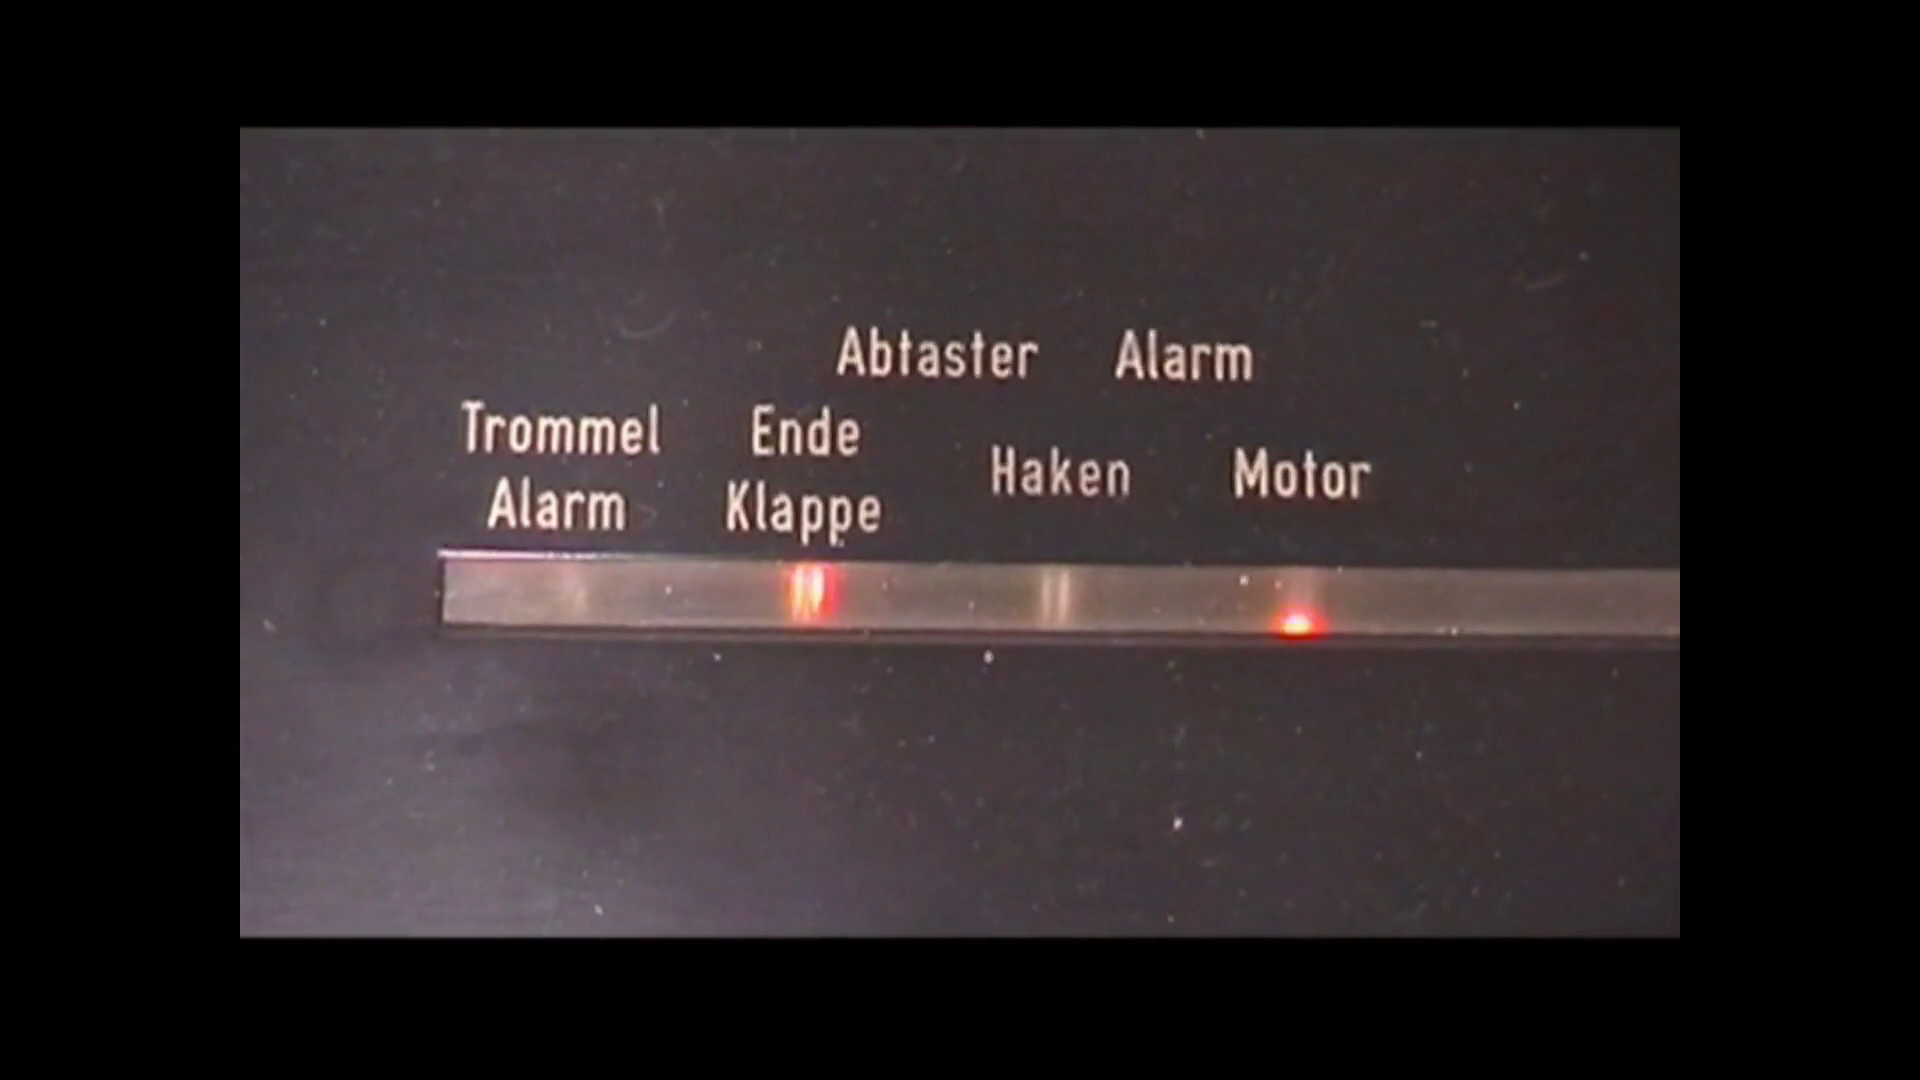 Abtaster Alarm
Trommel Alarm
Ende Klappe
Haken
Motor